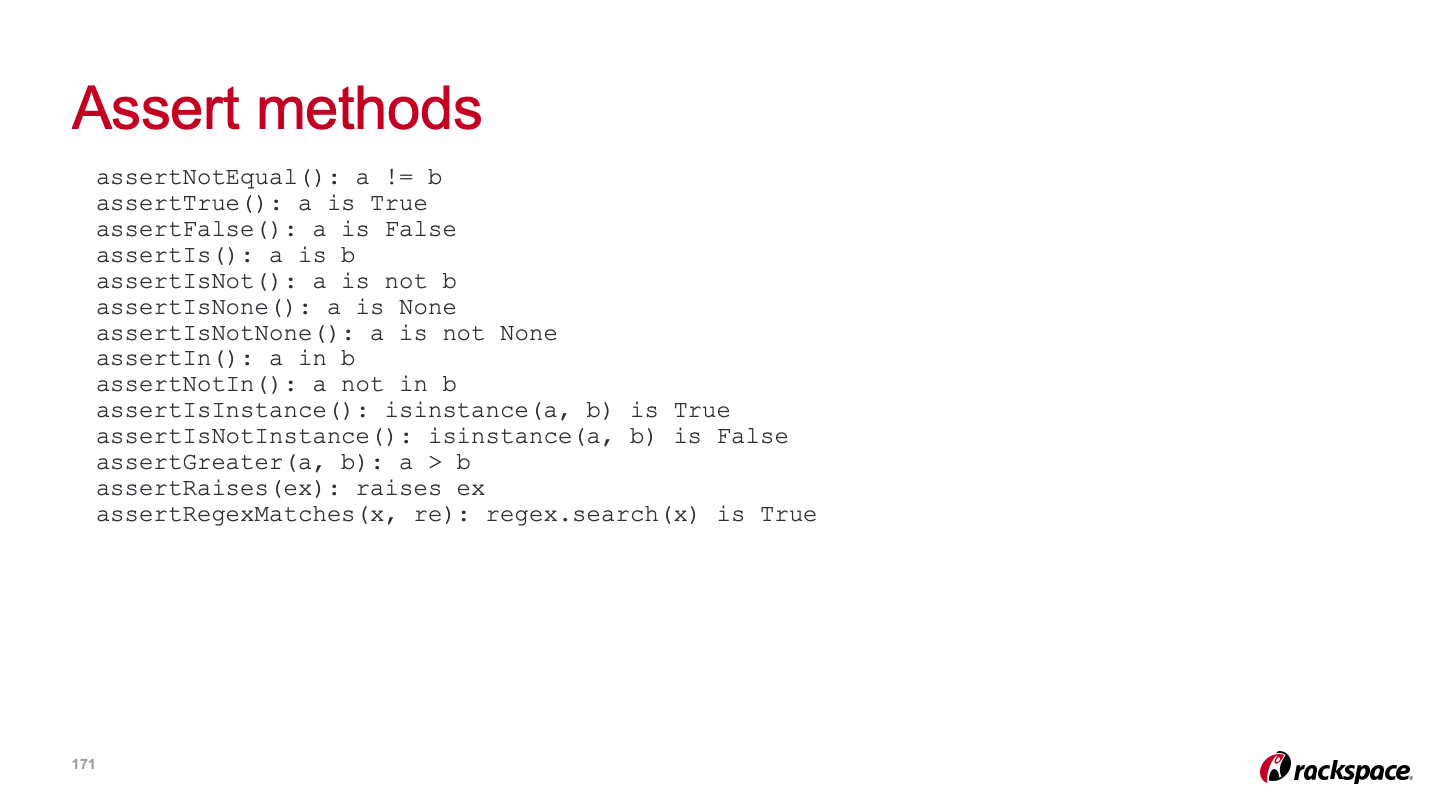 Assert methods
assertNotEqual(): a != b
assertTrue(): a is True
assertFalse(): a is False
assertIs(): a is b
assertIsNot(): a is not b
assertIsNone(): a is None
assertIsNotNone(): a is not None
assertIn(): a in b
assertNotIn(): a not in b
assertIsInstance(): isinstance(a, b) is True
assertIsNotInstance(): isinstance(a, b) is False
assertGreater(a, b): a > b
assertRaises(ex): raises ex
assertRegexMatches(x, re): regex.search(x) is True
171
rackspace.